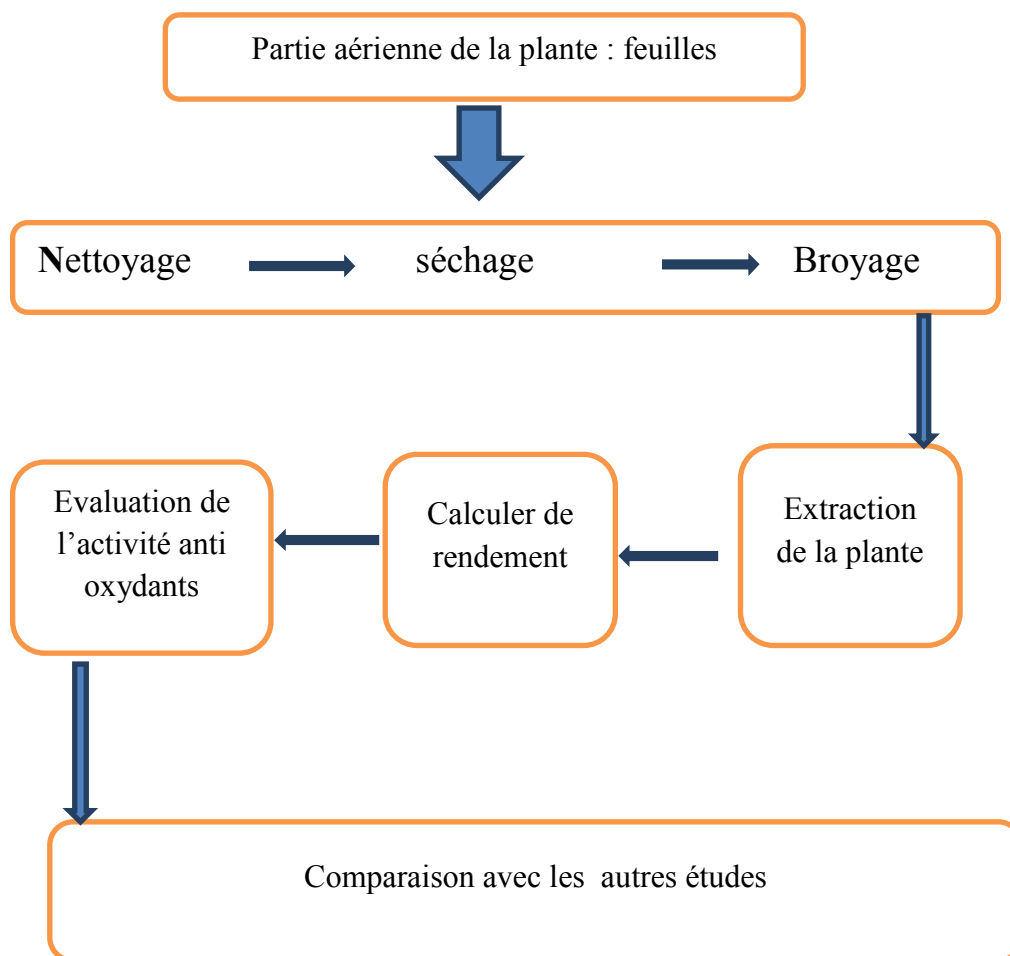 Partie aérienne de la plante : feuilles
Nettoyage séchage Broyage
Extraction
de la plante
Calculer de
rendement
Evaluation de
l’activité anti
oxydants
Comparaison avec les autres études